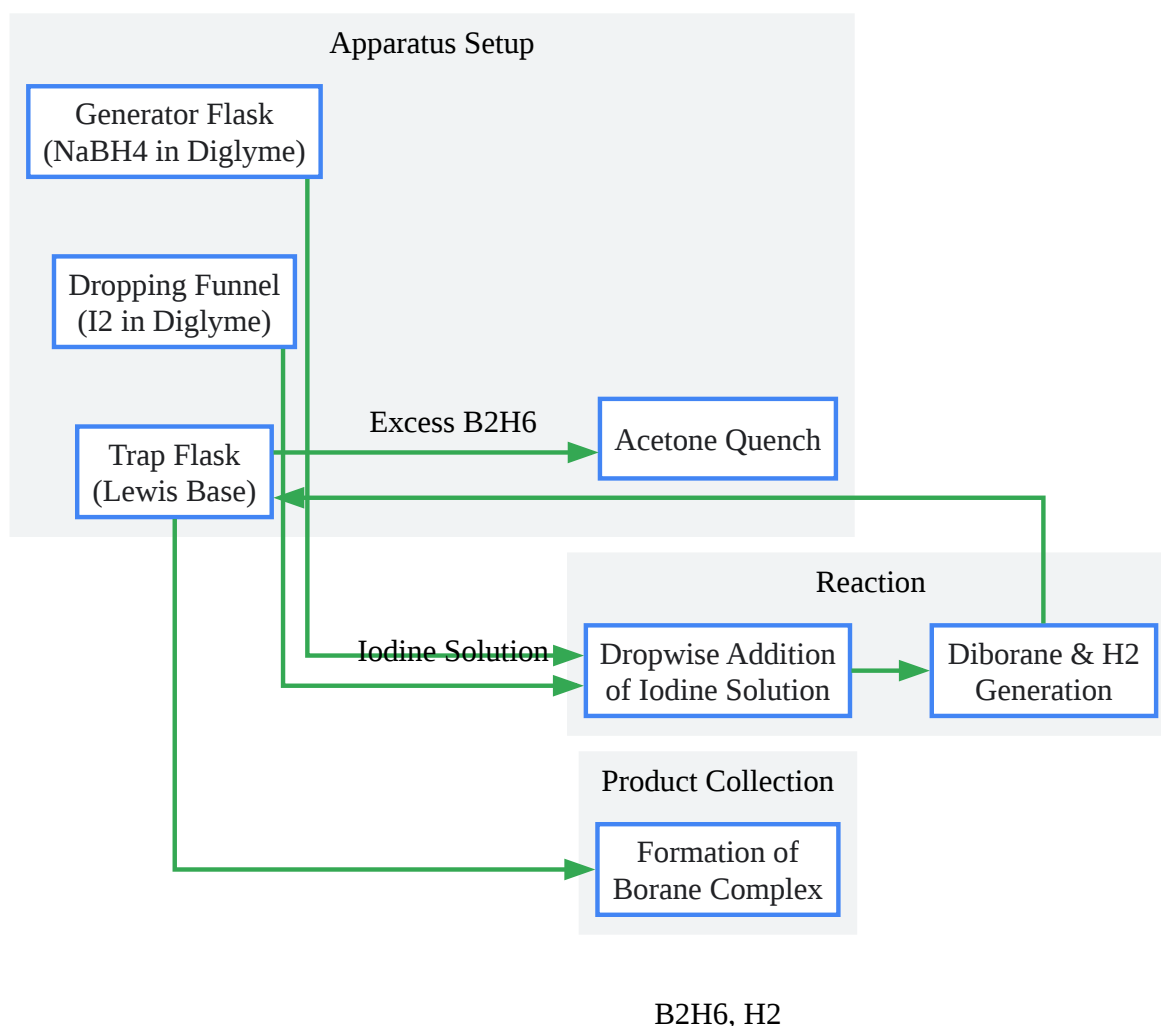 Apparatus Setup
Generator Flask
(NaBH4 in Diglyme)
Dropping Funnel
(I2 in Diglyme)
Excess B2H6
Acetone Quench
Trap Flask
(Lewis Base)
Reaction
Iodine Solution
Dropwise Addition
of Iodine Solution
Diborane & H2
Generation
Product Collection
Formation of
Borane Complex
B2H6, H2